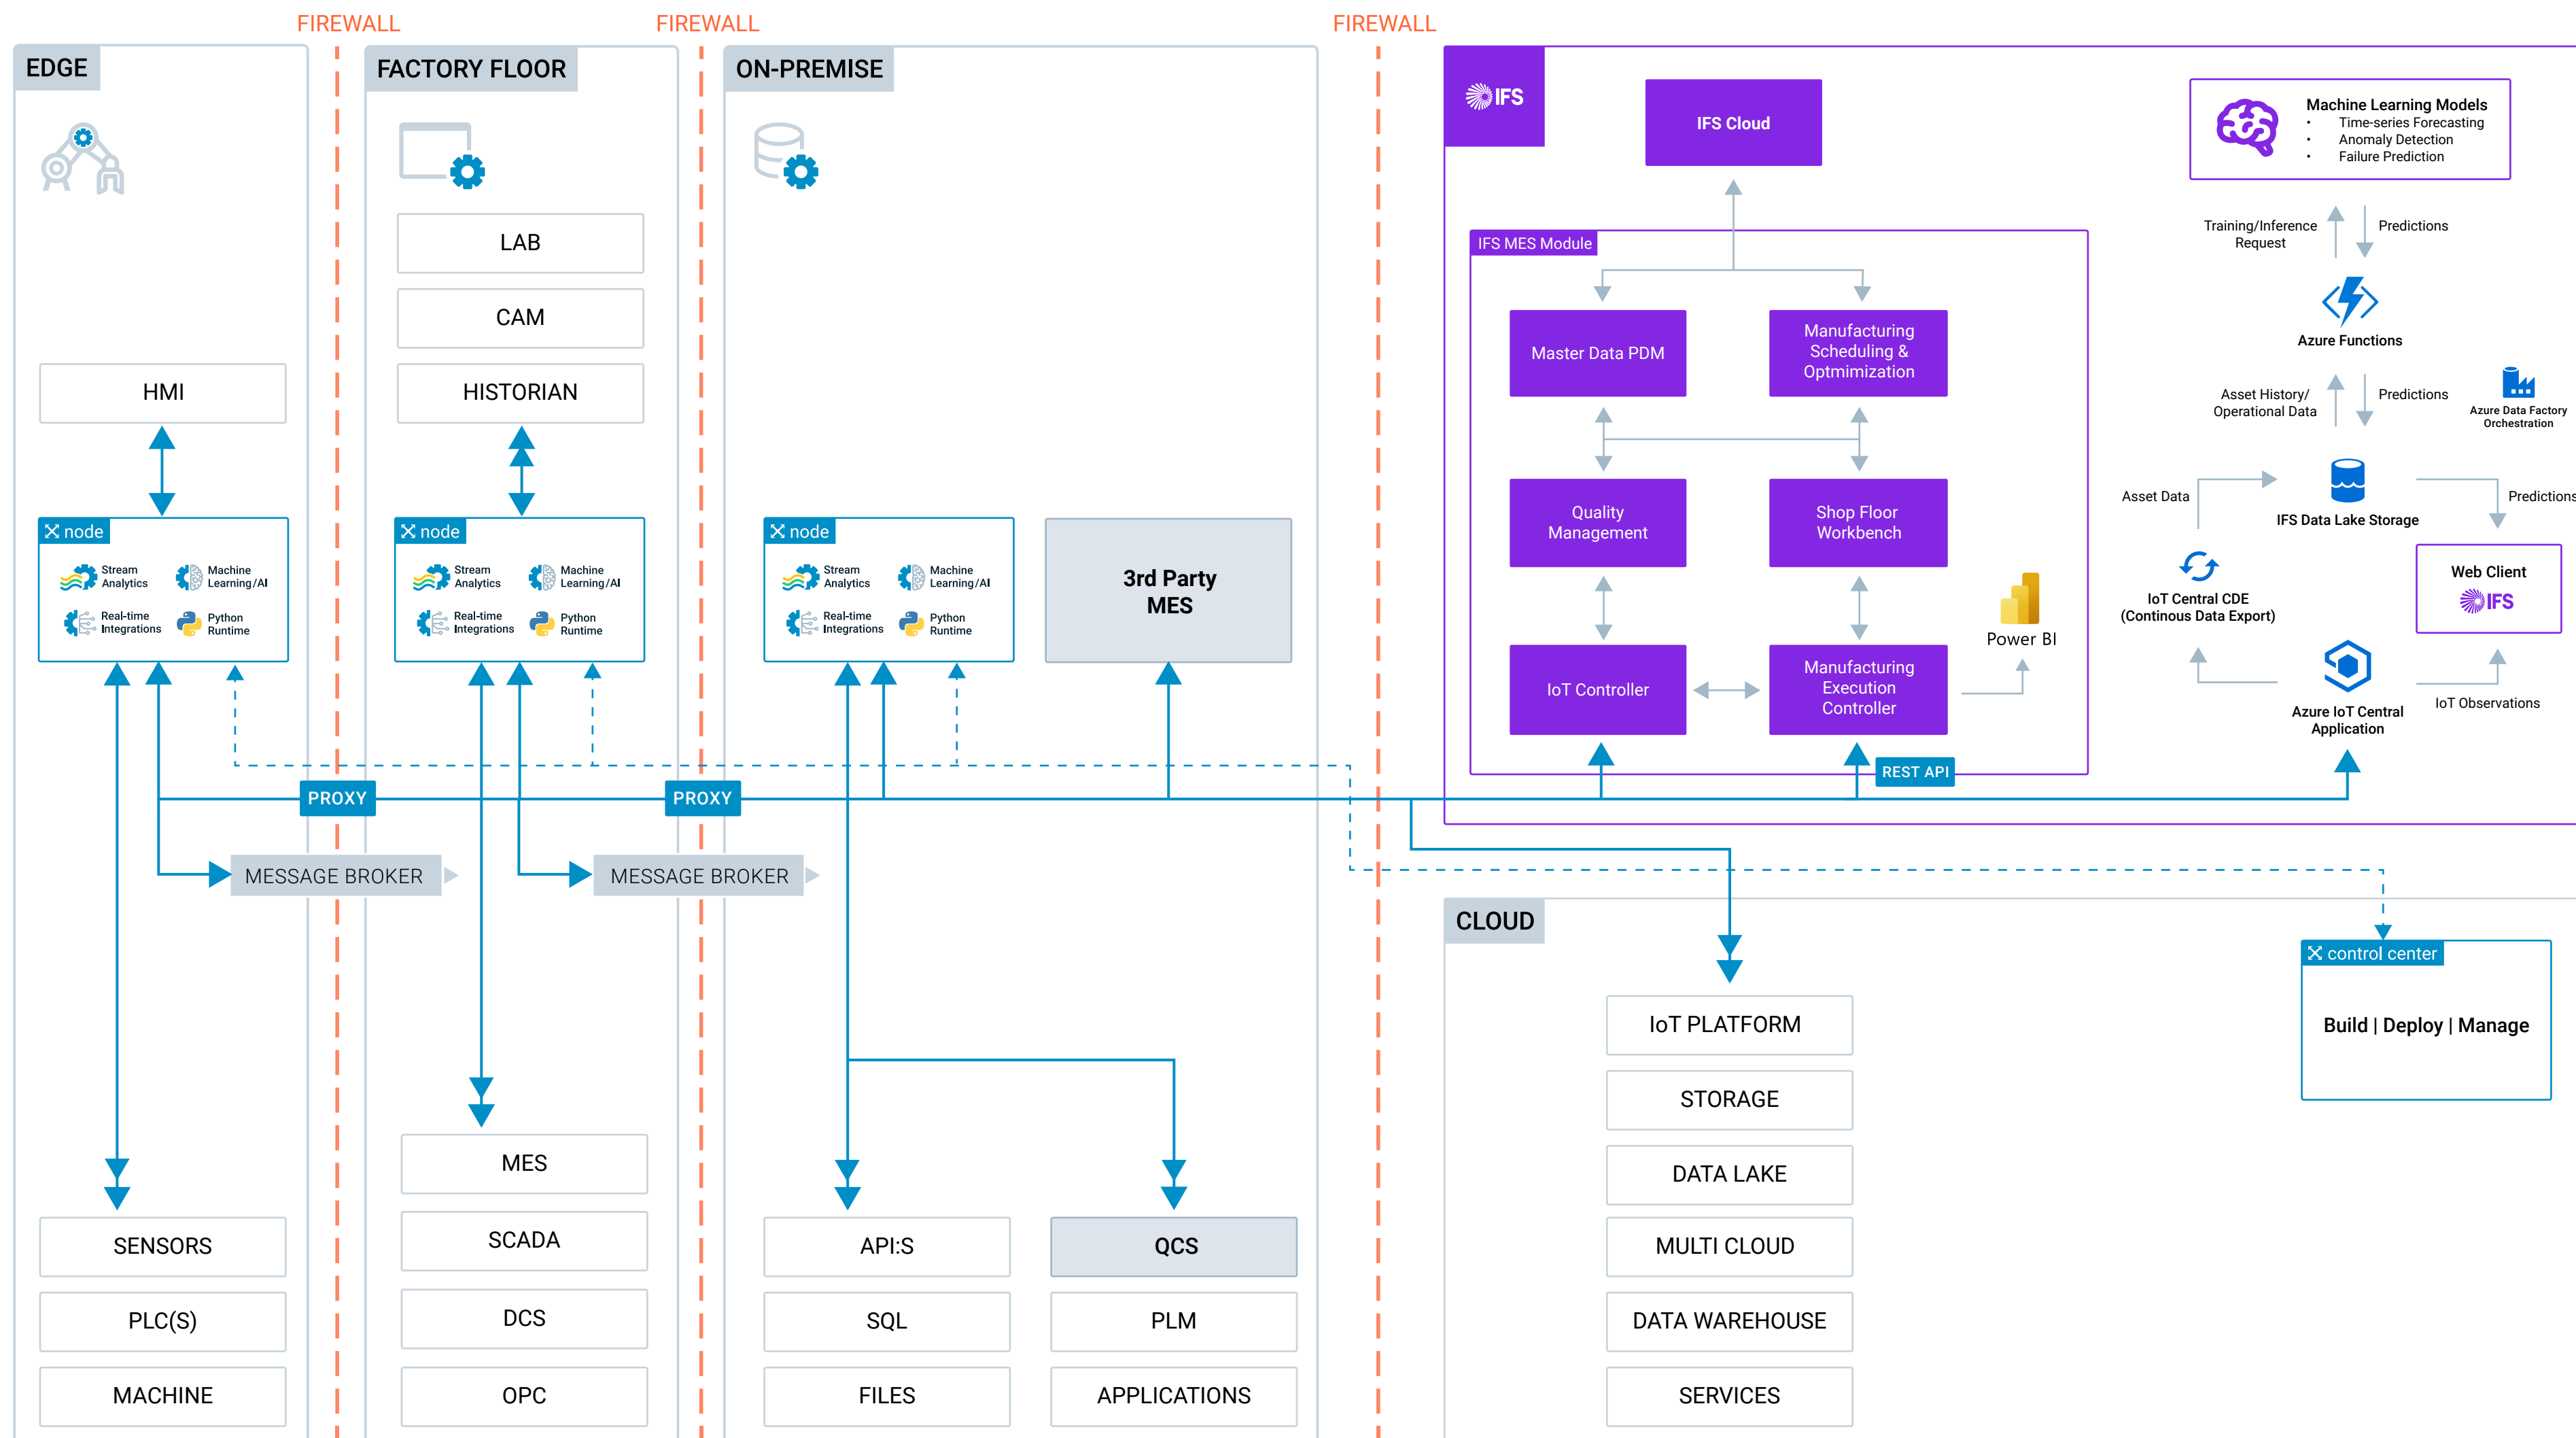 FIREWALL
FIREWALL
FIREWALL
EDGE
HMI
node
Stream
Analytics
Machine
Learning/AI
Real-time
Integrations
Python
Runtime
SENSORS
PLC(S)
MACHINE
PROXY
MESSAGE BROKER
FACTORY FLOOR
LAB
CAM
HISTORIAN
node
Stream
Analytics
Machine
Learning/AI
Real-time
Integrations
Python
Runtime
MES
SCADA
DCS
OPC
PROXY
MESSAGE BROKER
ON-PREMISE
node
Stream
Analytics
Machine
Learning/AI
Real-time
Integrations
Python
Runtime
3rd Party
MES
API:S
SQL
FILES
QCS
PLM
APPLICATIONS
IFS
IFS Cloud
IFS MES Module
Master Data PDM
Manufacturing
Scheduling &
Optmimization
Quality
Management
Shop Floor
Workbench
IoT Controller
Manufacturing
Execution
Controller
Power BI
REST API
Machine Learning Models
• Time-series Forecasting
• Anomaly Detection
• Failure Prediction
Training/Inference
Request
Predictions
Azure Functions
Asset History/
Operational Data
Predictions
Azure Data Factory
Orchestration
Asset Data
IFS Data Lake Storage
Predictions
IoT Central CDE
(Continous Data Export)
Web Client
IFS
Azure IoT Central
Application
IoT Observations
CLOUD
IoT PLATFORM
STORAGE
DATA LAKE
MULTI CLOUD
DATA WAREHOUSE
SERVICES
control center
Build | Deploy | Manage